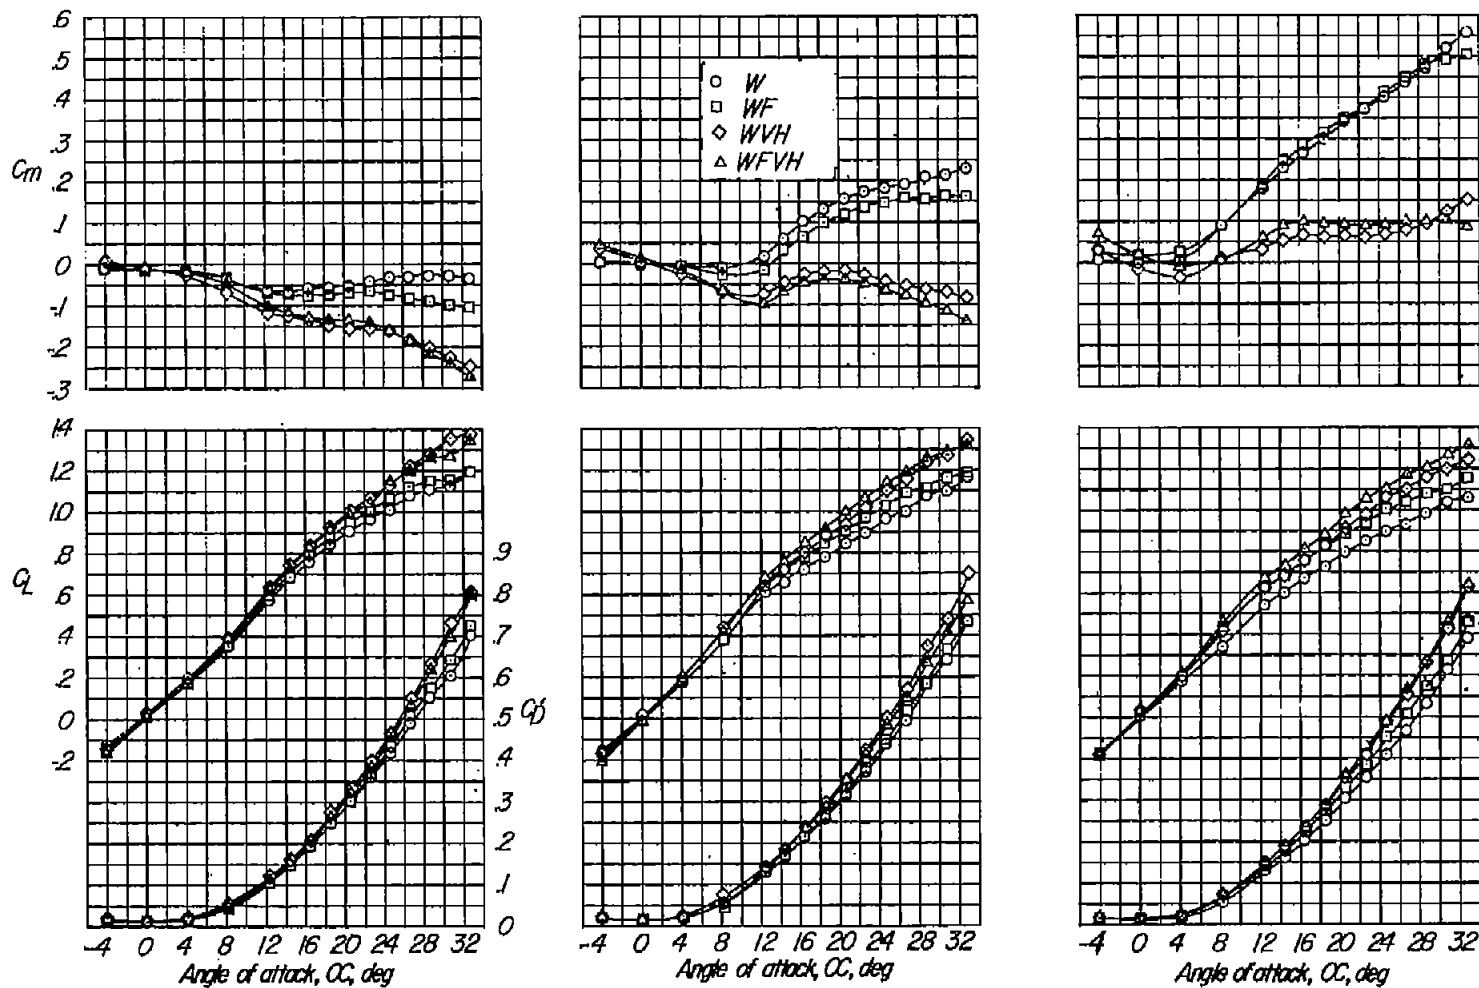 .6
.5
.4
.3
Cm
.2
.1
0
-.1
-.2
-.3
W
WF
WVH
WFVH
1.4
1.2
1.0
.8
CL
.6
.4
.2
0
-.2
.9
.8
.7
.6
.5
C'D
.4
.3
.2
.1
0
-4 0 4 8 12 16 20 24 28 32
-4 0 4 8 12 16 20 24 28 32
-4 0 4 8 12 16 20 24 28 32
Angle of attack, α, deg
Angle of attack, α, deg
Angle of attack, α, deg